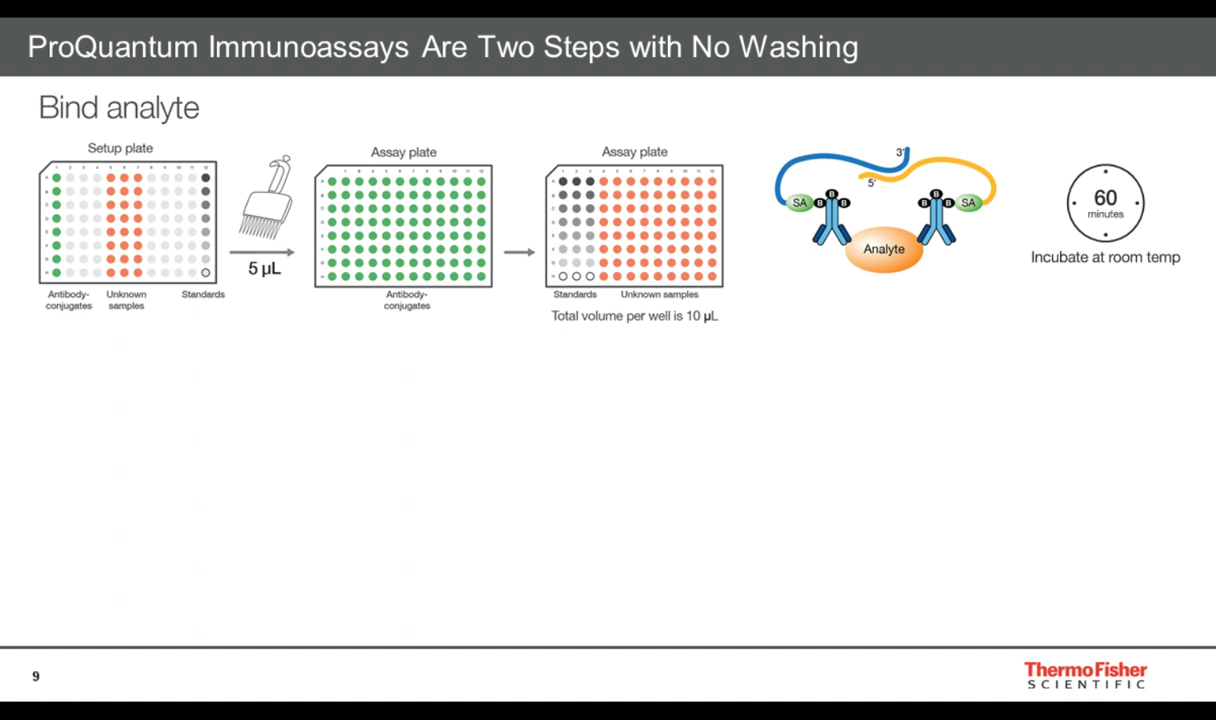 ProQuantum Immunoassays Are Two Steps with No Washing
Bind analyte
Setup plate
Antibody-
conjugates
Unknown
samples
Standards
5 µL
Assay plate
Antibody-
conjugates
Assay plate
Standards
Unknown samples
Total volume per well is 10 µL
3'
5'
SA
B
B
B
B
B
B
SA
Analyte
60
minutes
Incubate at room temp
9
ThermoFisher
SCIENTIFIC